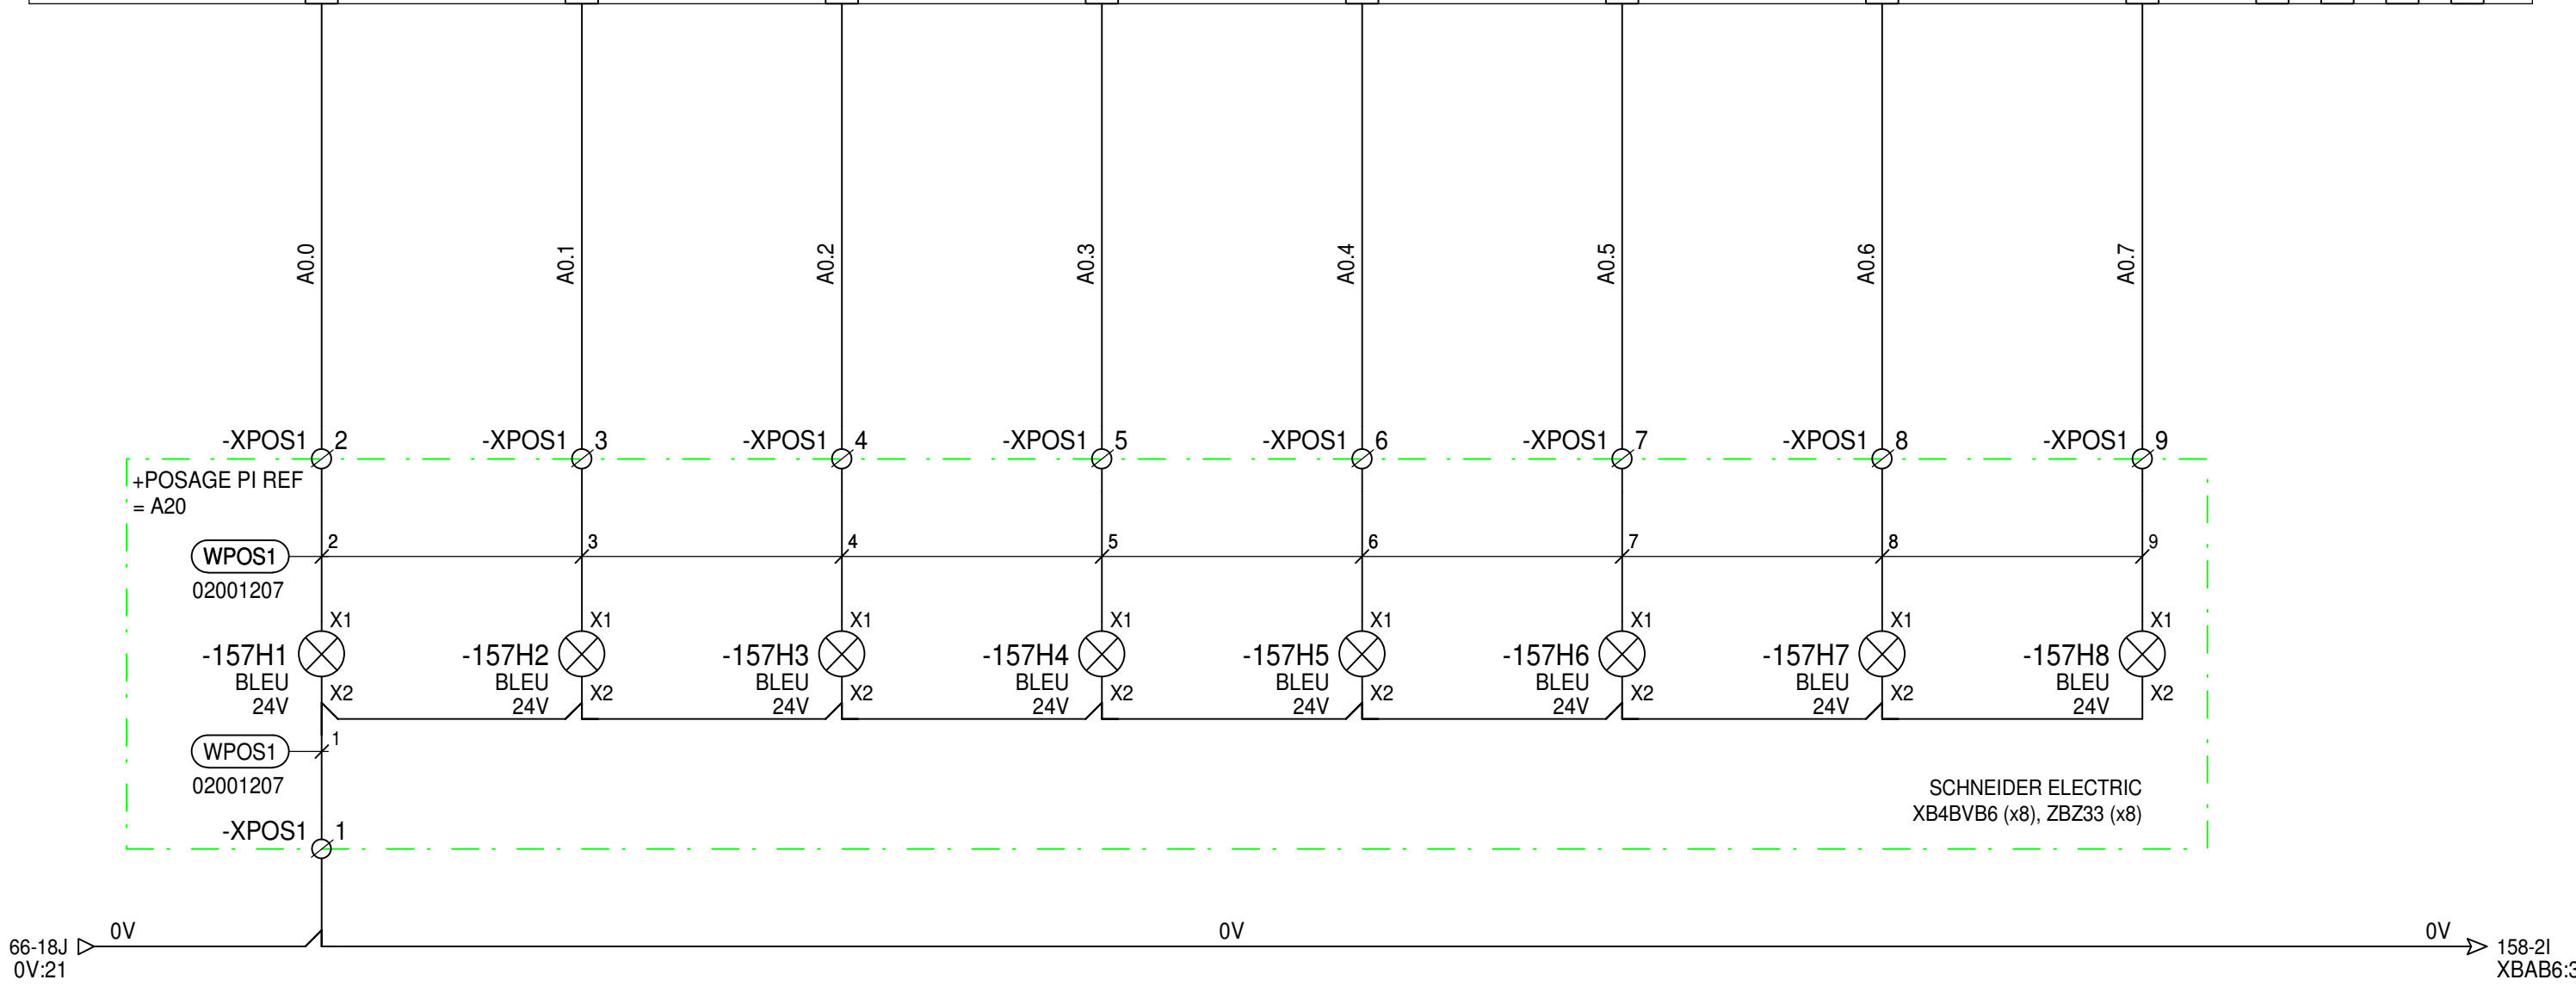 A0.0 A0.1 A0.2 A0.3 A0.4 A0.5 A0.6 A0.7
-XPOS1 2 -XPOS1 3 -XPOS1 4 -XPOS1 5 -XPOS1 6 -XPOS1 7 -XPOS1 8 -XPOS1 9
+POSAGE PI REF
= A20
WPOS1 2 3 4 5 6 7 8 9
02001207
X1 X1 X1 X1 X1 X1 X1 X1
-157H1 -157H2 -157H3 -157H4 -157H5 -157H6 -157H7 -157H8
BLEU BLEU BLEU BLEU BLEU BLEU BLEU BLEU
X2 X2 X2 X2 X2 X2 X2 X2
24V 24V 24V 24V 24V 24V 24V 24V
WPOS1 1
02001207
SCHNEIDER ELECTRIC
XB4BVB6 (x8), ZBZ33 (x8)
-XPOS1 1
0V 0V 0V
66-18J 158-2I
0V:21 XBAB6:3